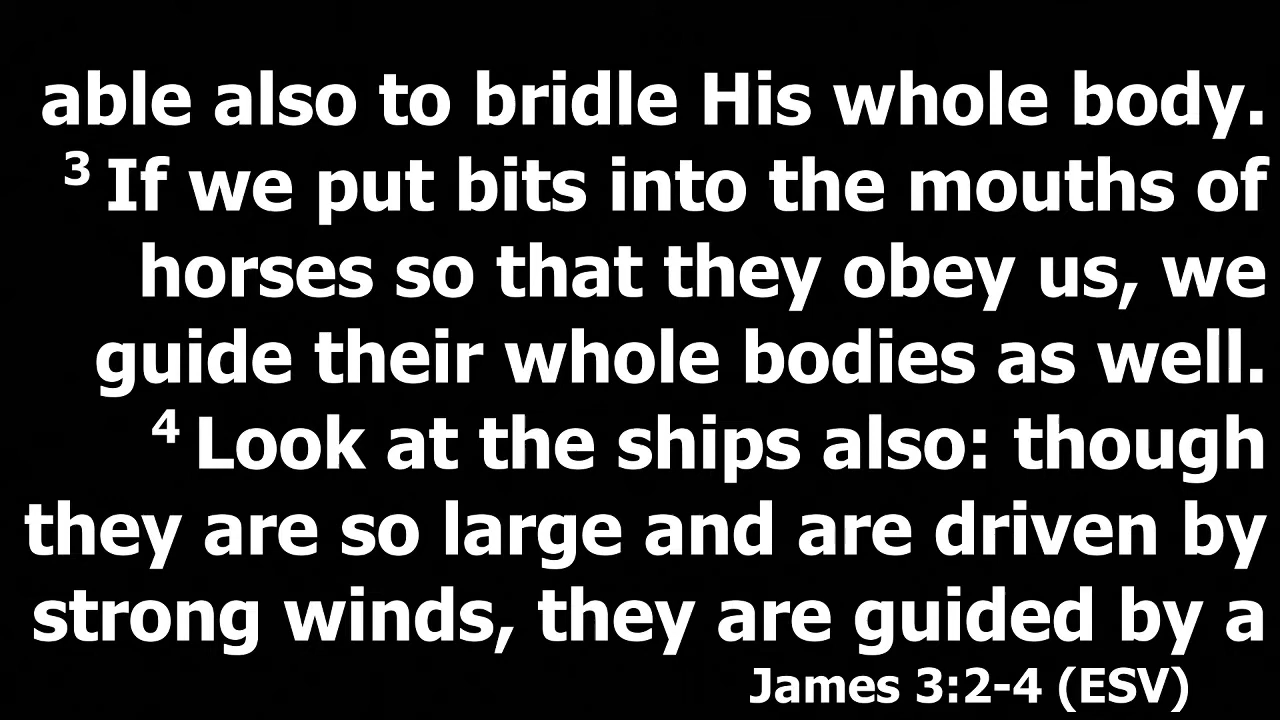 able also to bridle His whole body.
³ If we put bits into the mouths of
horses so that they obey us, we
guide their whole bodies as well.
⁴ Look at the ships also: though
they are so large and are driven by
strong winds, they are guided by a
James 3:2-4 (ESV)